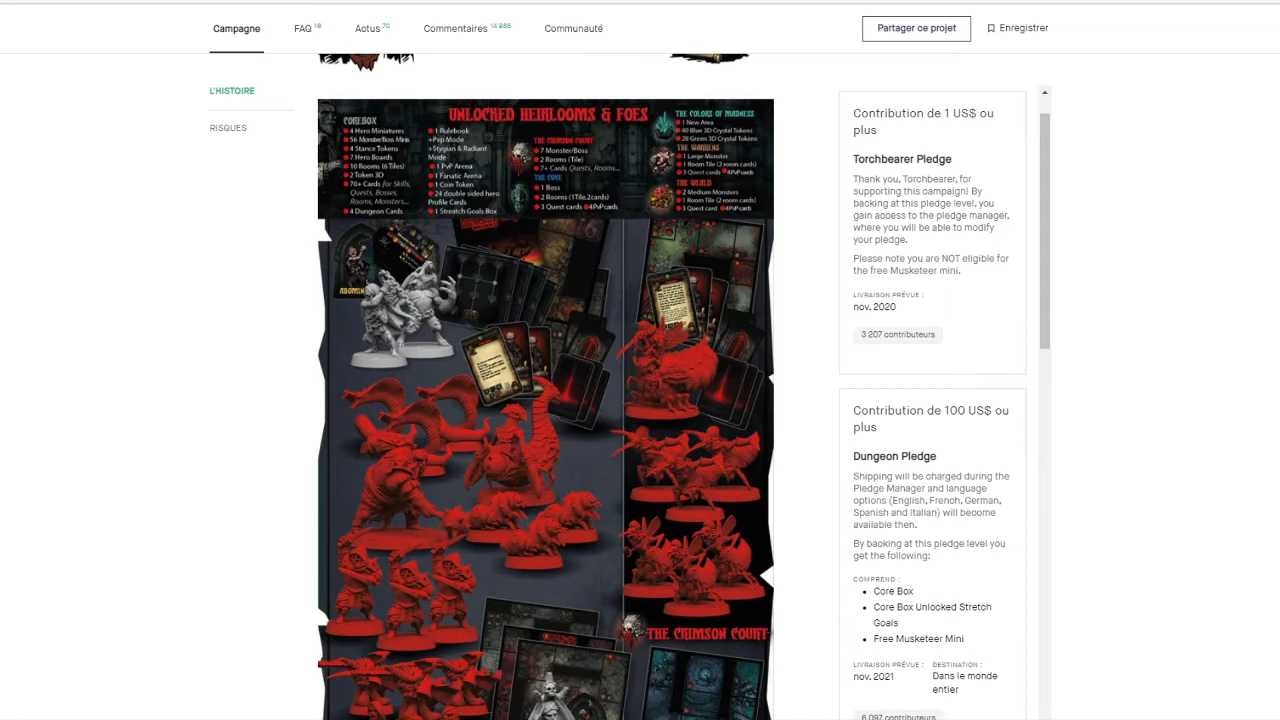 Campagne
FAQ 18
Actus 70
Commentaires 14 985
Communauté
Partager ce projet
Enregistrer
L'HISTOIRE
RISQUES
UNLOCKED HEIRLOOMS & FOES
COREBOX
4 Hero Miniatures
56 Monster/Boss Minis
4 Stance Tokens
7 Hero Boards
10 Rooms (6 Tiles)
2 Token 3D
70+ Cards for Skills,
Quests, Bosses,
Rooms, Monsters...
4 Dungeon Cards
1 Rulebook
+Pvp Mode
+Stygian & Radiant
Mode
1 PvP Arena
1 Fanatic Arena
1 Coin Token
24 double sided hero
Profile Cards
1 Streatch Goals Box
THE CRIMSON COURT
7 Monster/Boss
2 Rooms (Tile)
7+ Cards Quests, Rooms...
THE COVE
1 Boss
2 Rooms (1Tile,2cards)
3 Quest cards 4PvPcards
THE COLORS OF MADNESS
1 New Area
40 Blue 3D Crystal Tokens
26 Green 3D Crystal Tokens
THE WARRENS
1 Large Monster
1 Room Tile (2 room cards)
3 Quest cards 4PvPcards
THE WEALD
2 Medium Monsters
1 Room Tile (2 room cards)
3 Quest card 4PvPcards
THE CRIMSON COURT
Contribution de 1 US$ ou
plus
Torchbearer Pledge
Thank you, Torchbearer, for
supporting this campaign! By
backing at this pledge level, you
gain access to the pledge manager,
where you will be able to modify
your pledge.
Please note you are NOT eligible for
the free Musketeer mini.
LIVRAISON PRÉVUE :
nov. 2020
3 207 contributeurs
Contribution de 100 US$ ou
plus
Dungeon Pledge
Shipping will be charged during the
Pledge Manager and language
options (English, French, German,
Spanish and Italian) will become
available then.
By backing at this pledge level you
get the following:
COMPREND :
Core Box
Core Box Unlocked Stretch
Goals
Free Musketeer Mini
LIVRAISON PRÉVUE :
nov. 2021
DESTINATION :
Dans le monde
entier
6 097 contributeurs